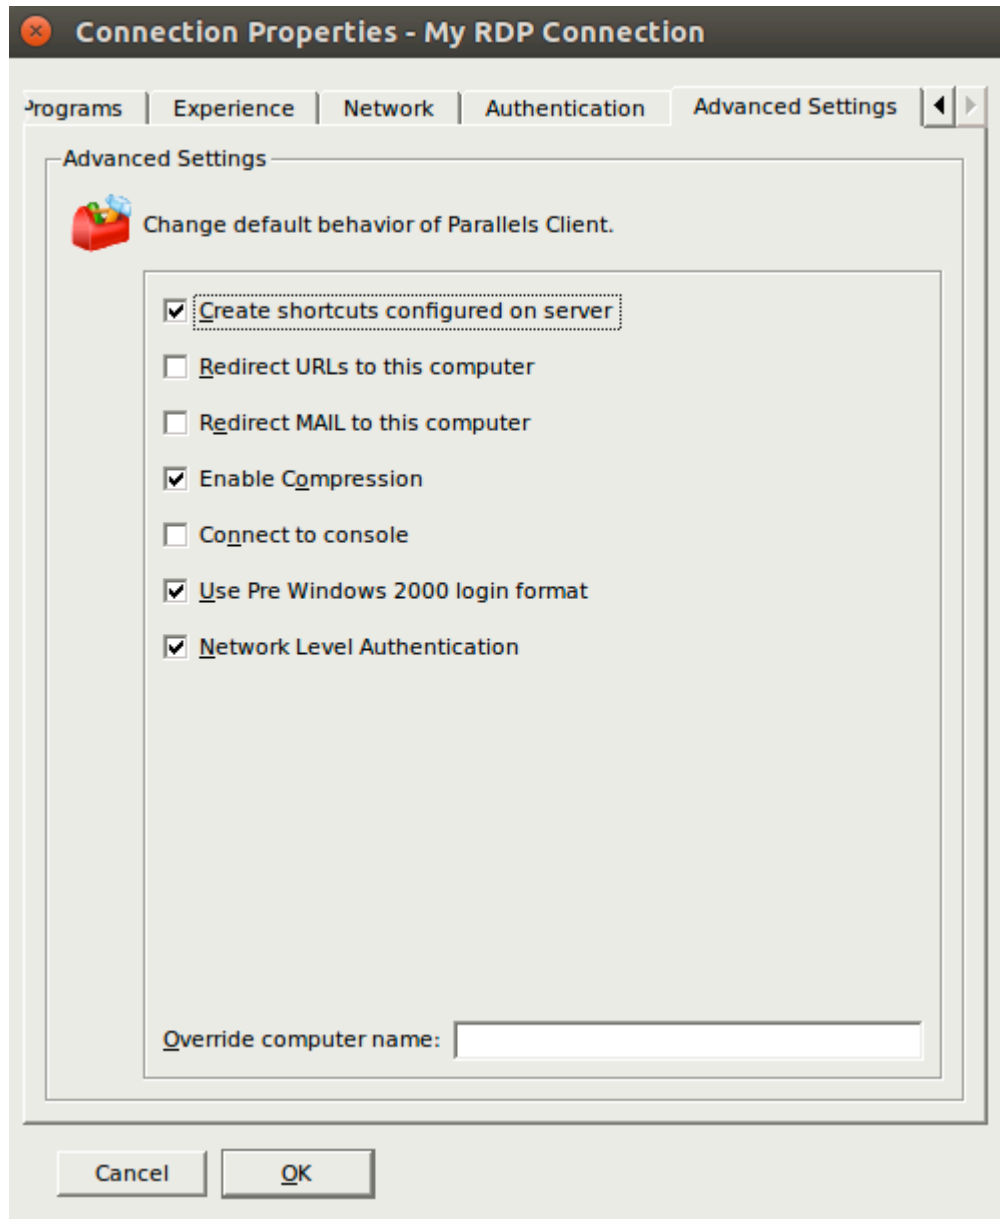 Connection Properties - My RDP Connection
Programs Experience Network Authentication Advanced Settings
Advanced Settings
Change default behavior of Parallels Client.
Create shortcuts configured on server
Redirect URLs to this computer
Redirect MAIL to this computer
Enable Compression
Connect to console
Use Pre Windows 2000 login format
Network Level Authentication
Override computer name:
Cancel OK